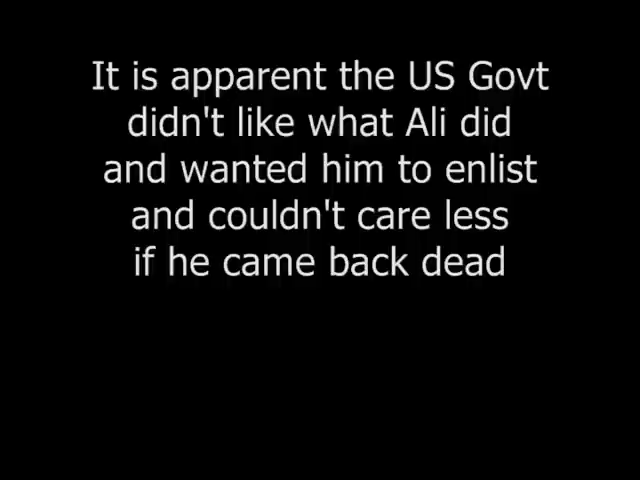 It is apparent the US Govt
didn't like what Ali did
and wanted him to enlist
and couldn't care less
if he came back dead